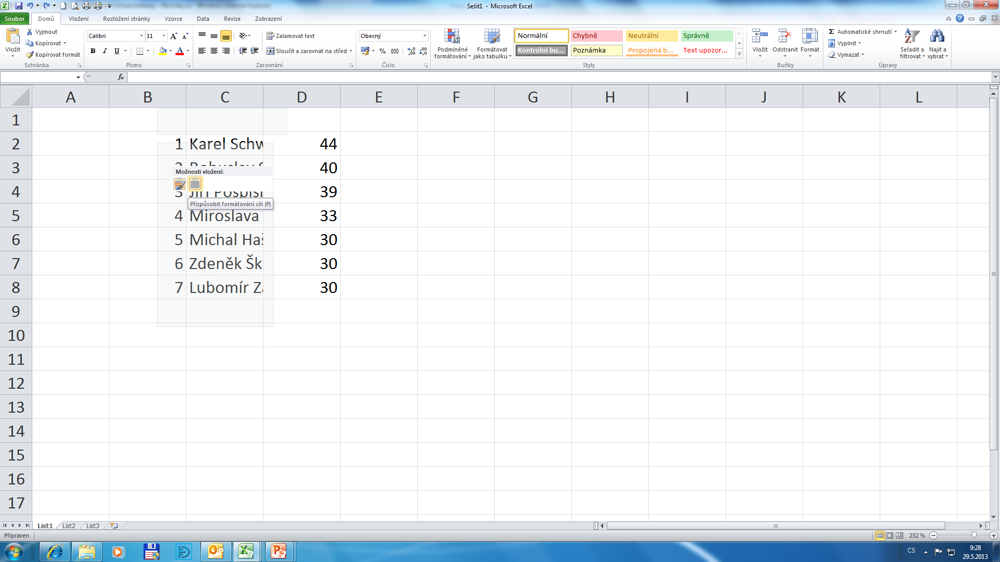 Sešit1 - Microsoft Excel
Soubor Domů Vložení Rozložení stránky Vzorce Data Revize Zobrazení
Vložit
Vyjmout
Kopírovat
Kopírovat formát
Schránka
Calibri 11
B I U A
Písmo
Zalamovat text
Sloučit a zarovnat na střed
Zarovnání
Obecný
% 000
Číslo
Podmíněné formátování
Formátovat jako tabulku
Normální Chybně Neutrální Správně
Kontrolní bu... Poznámka Propojená b... Text upozor...
Styly
Vložit Odstranit Formát
Buňky
Σ Automatické shrnutí
Vyplnit
Vymazat
Seřadit a filtrovat
Najít a vybrat
Úpravy
fx
A B C D E F G H I J K L
1
2 1 Karel Schw 44
3 40
Možnosti vložení:
4 3 Jiří Pospíši 39
Přizpůsobit formátování cíli (P)
5 4 Miroslava 33
6 5 Michal Haš 30
7 6 Zdeněk Šk 30
8 7 Lubomír Za 30
9
10
11
12
13
14
15
16
17
List1 List2 List3
Připraven 232 %
CS 9:28
29.5.2013